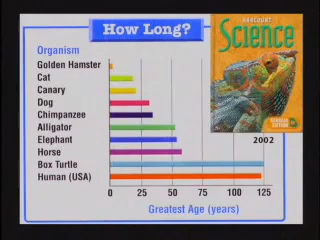 How Long?
HARCOURT
Science
Organism
Golden Hamster
Cat
Canary
Dog
Chimpanzee
Alligator
Elephant
Horse
Box Turtle
Human (USA)
0 25 50 75 100 125
Greatest Age (years)
2002